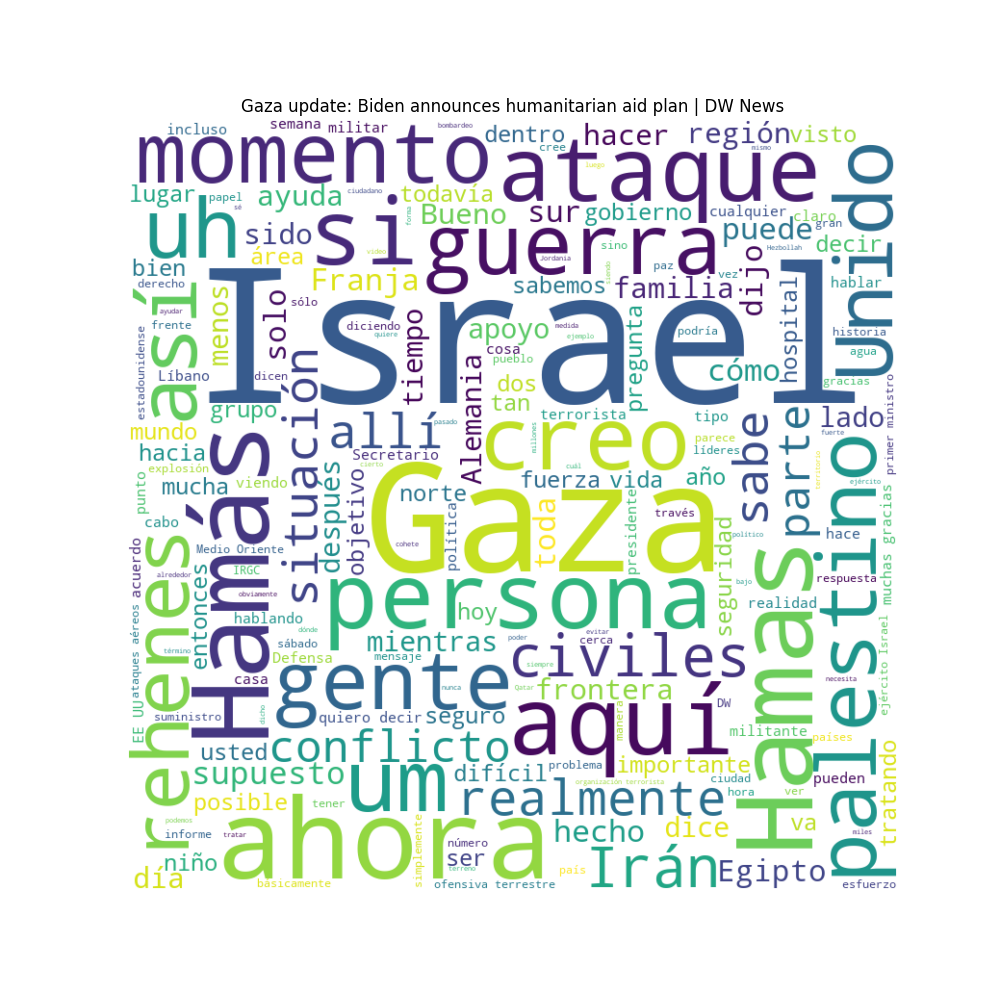 Gaza update: Biden announces humanitarian aid plan | DW News
incluso
semana
militar
bombardeo
dentro
cree
hacer
región
visto
momento
ataque
luego
mismo
lugar
papel
ciudadano
ayuda
todavía
Bueno
sur
gobierno
cualquier
claro
gran
Unido
uh
sé
sido
si
forma
guerra
sino
puede
decir
área
video
Jordania
Hezbollah
bien
Franja
sabemos
siendo
paz
familia
vez
dijo
hablar
derecho
así
menos
solo
sólo
Israel
hospital
ayudar
frente
diciendo
quiere
tiempo
apoyo
medida
ejemplo
pregunta
podría
historia
agua
estadounidense
cosa
pueblo
Líbano
dicen
cómo
gracias
primer ministro
grupo
situación
Alemania
dos
tan
terrorista
tipo
lado
mundo
allí
pasado
creo
millones
parece
sabe
parte
fuerte
hacia
Secretario
cierto
cuál
líderes
territorio
explosión
punto
mucha
viendo
después
objetivo
norte
fuerza
vida
año
ejército
Hamás
cabo
política
Gaza
toda
través
presidente
seguridad
político
hace
palestino
muchas gracias
Medio Oriente
cohete
acuerdo
alrededor
IRGC
entonces
obviamente
persona
bajo
respuesta
rehenes
hablando
dónde
hoy
realidad
Hamas
ataques aéreos
EE UU
término
sábado
mientras
poder
evitar
cerca
Defensa
mensaje
civiles
siempre
necesita
ejército Israel
casa
gente
nunca
Qatar
frontera
suministro
dicho
quiero decir
seguro
aquí
manera
DW
militante
países
usted
conflicto
supuesto
um
difícil
problema
importante
organización terrorista
ciudad
pueden
tratando
posible
tener
realmente
hora
ver
podemos
informe
tratar
ahora
simplemente
número
hecho
dice
va
miles
niño
ser
terreno
país
Irán
Egipto
día
básicamente
ofensiva terrestre
esfuerzo